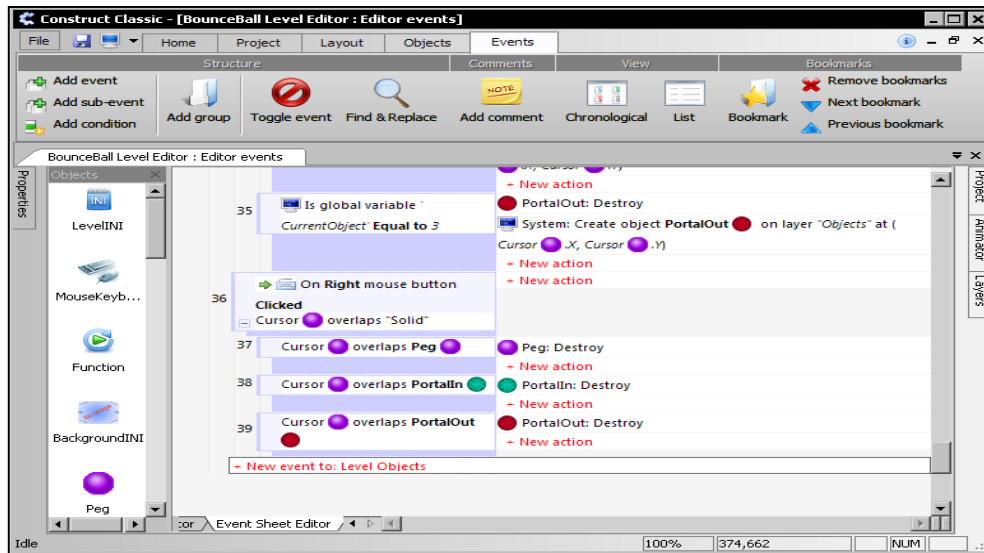 Construct Classic - [BounceBall Level Editor : Editor events]
File Home Project Layout Objects Events
Structure Comments View Bookmarks
Add event
Add sub-event
Add condition
Add group
Toggle event
Find & Replace
Add comment
Chronological
List
Bookmark
Remove bookmarks
Next bookmark
Previous bookmark
NOTE
BounceBall Level Editor : Editor events
Properties
Objects
INI
LevelINI
MouseKeyb...
Function
BackgroundINI
Peg
+ New action
35
Is global variable '
CurrentObject' Equal to 3
PortalOut: Destroy
System: Create object PortalOut on layer "Objects" at (
Cursor .X, Cursor .Y)
+ New action
36
On Right mouse button
Clicked
Cursor overlaps "Solid"
+ New action
37 Cursor overlaps Peg
Peg: Destroy
+ New action
38 Cursor overlaps PortalIn
PortalIn: Destroy
+ New action
39 Cursor overlaps PortalOut
PortalOut: Destroy
+ New action
+ New event to: Level Objects
Project
Animator
Layers
tor Event Sheet Editor
Idle 100% 374,662 NUM